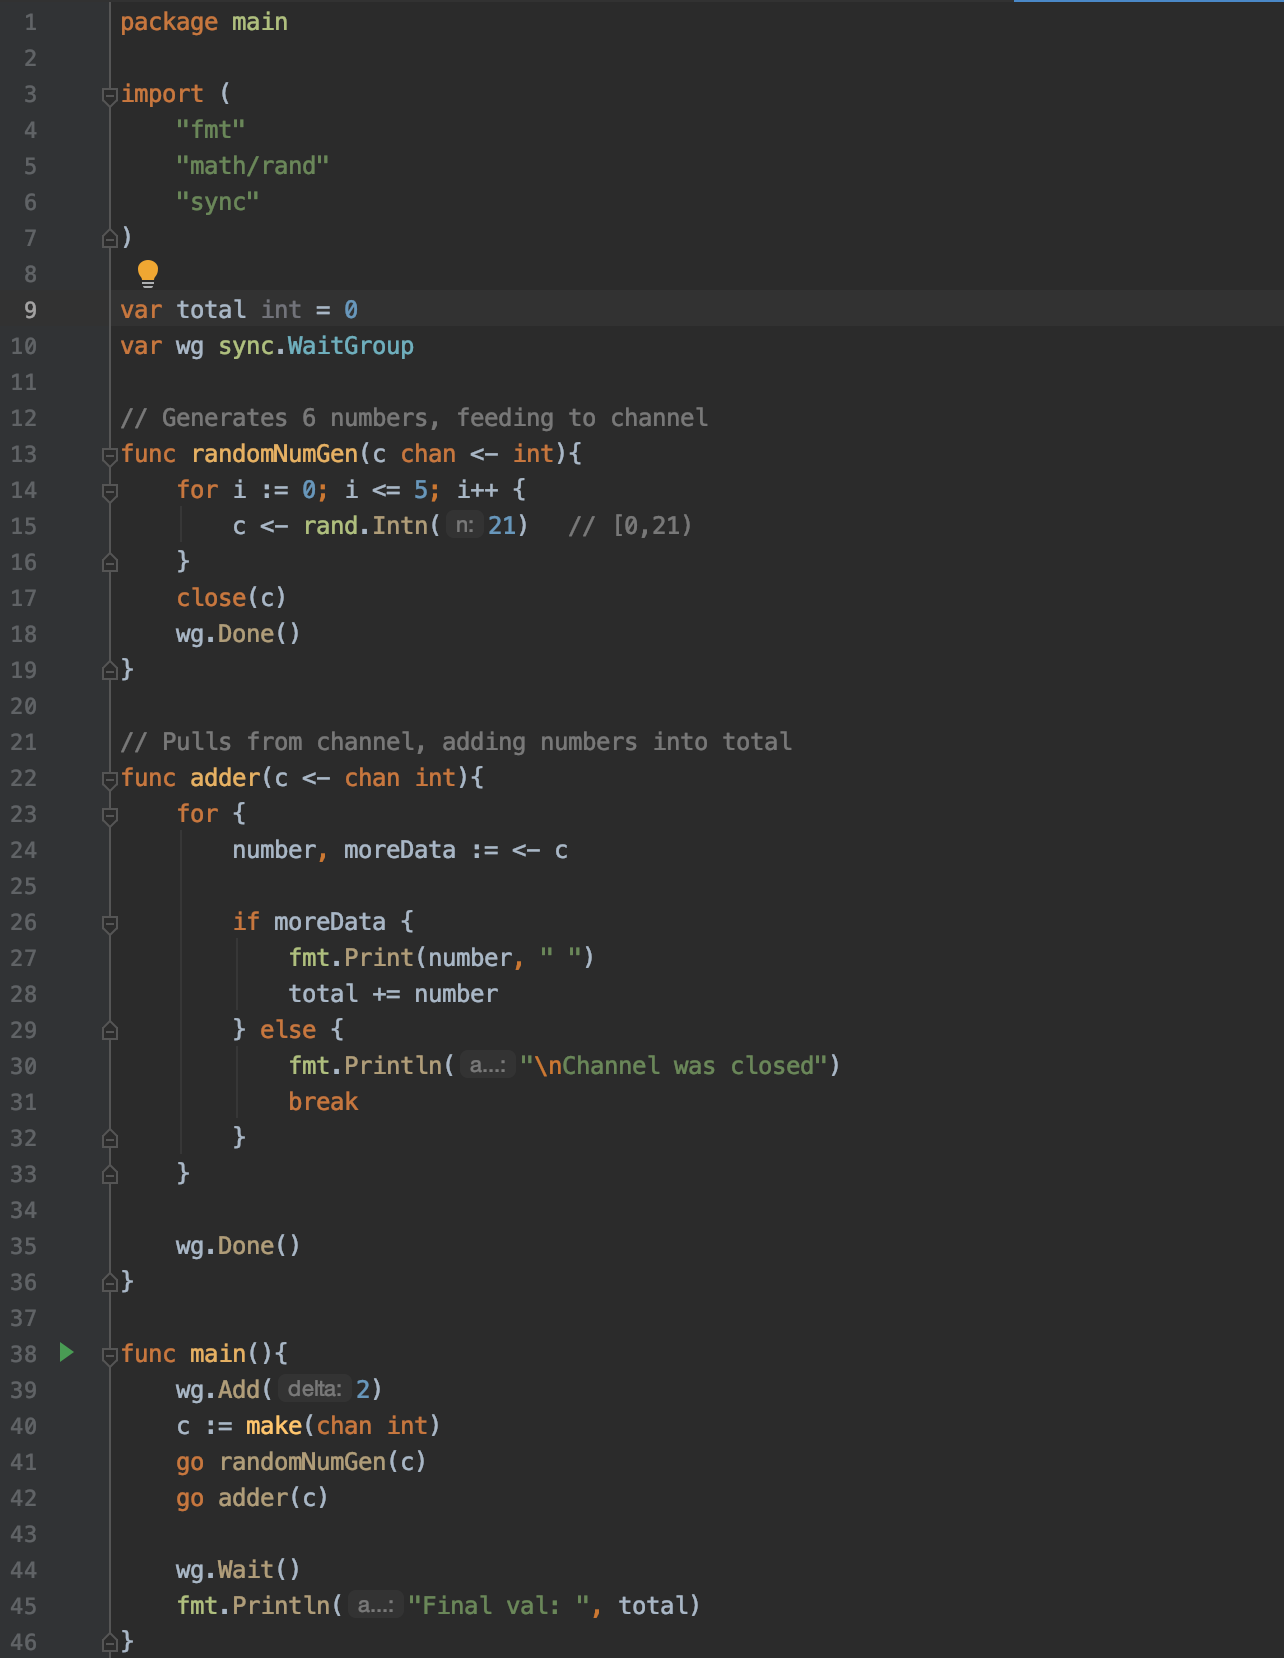 1 package main
2
3 import (
4     "fmt"
5     "math/rand"
6     "sync"
7 )
8
9 var total int = 0
10 var wg sync.WaitGroup
11
12 // Generates 6 numbers, feeding to channel
13 func randomNumGen(c chan <- int){
14     for i := 0; i <= 5; i++ {
15         c <- rand.Intn( n: 21)   // [0,21)
16     }
17     close(c)
18     wg.Done()
19 }
20
21 // Pulls from channel, adding numbers into total
22 func adder(c <- chan int){
23     for {
24         number, moreData := <- c
25
26         if moreData {
27             fmt.Print(number, " ")
28             total += number
29         } else {
30             fmt.Println( a...: "\nChannel was closed")
31             break
32         }
33     }
34
35     wg.Done()
36 }
37
38 func main(){
39     wg.Add( delta: 2)
40     c := make(chan int)
41     go randomNumGen(c)
42     go adder(c)
43
44     wg.Wait()
45     fmt.Println( a...: "Final val: ", total)
46 }